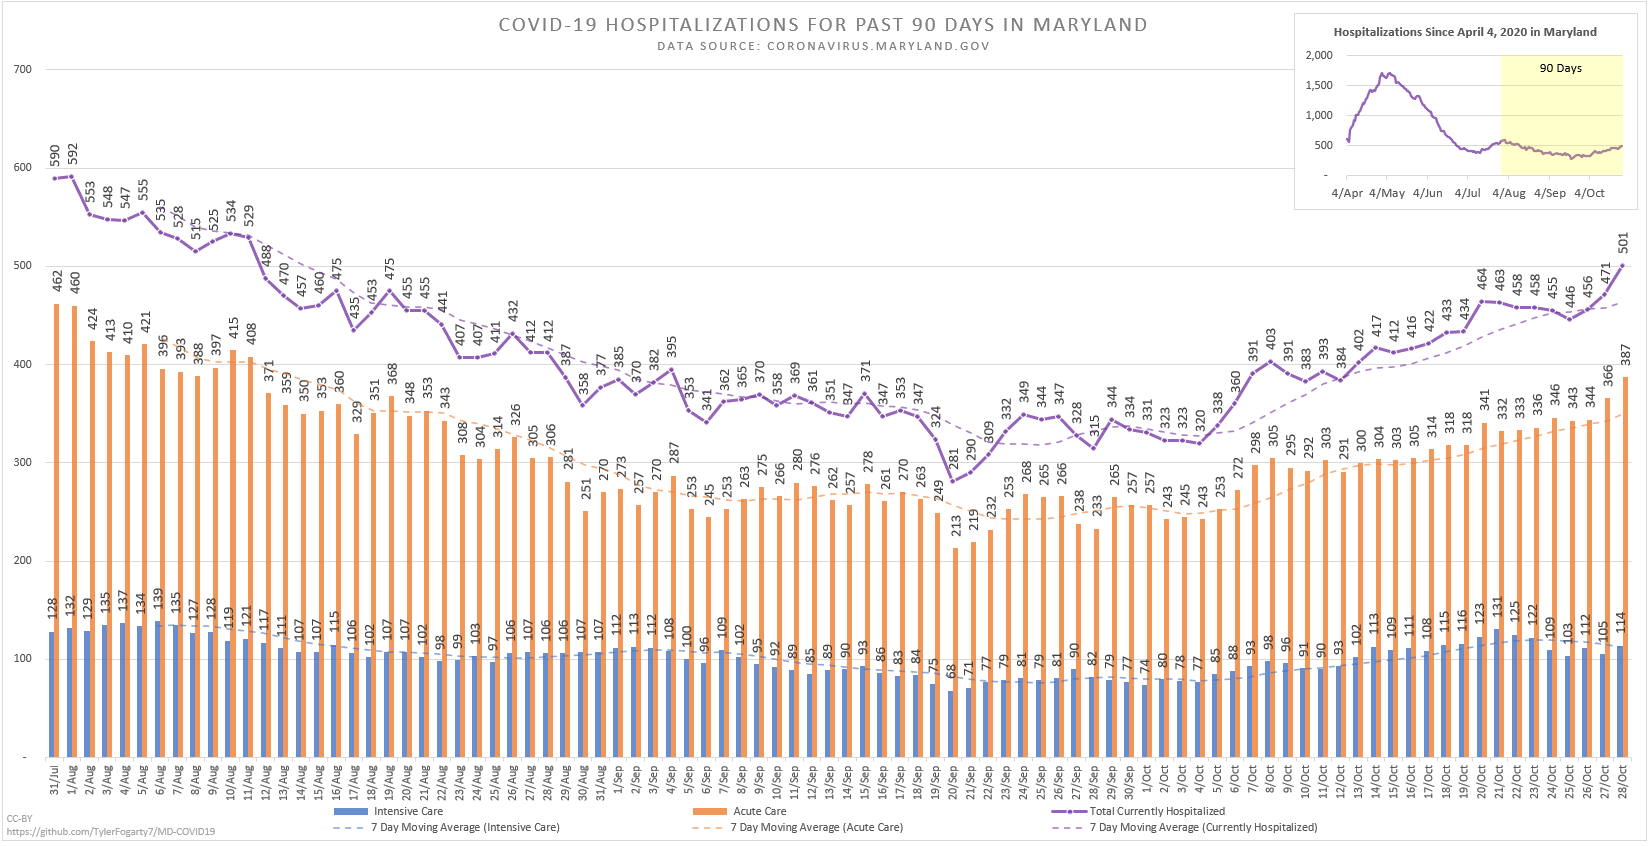 COVID-19 HOSPITALIZATIONS FOR PAST 90 DAYS IN MARYLAND
DATA SOURCE: CORONAVIRUS.MARYLAND.GOV
Hospitalizations Since April 4, 2020 in Maryland
90 Days
2,000
1,500
1,000
500
-
4/Apr 4/May 4/Jun 4/Jul 4/Aug 4/Sep 4/Oct
700
600
500
400
300
200
100
-
590 592 553 548 547 555 535 528 515 525 534 529 488 470 457 460 475 435 453 475 455 455 441 407 407 411 432 412 412 387 358 377 385 370 382 395 353 341 362 365 370 358 369 361 351 347 371 347 353 347 324 281 290 309 332 349 344 347 328 315 344 334 331 323 323 320 338 360 391 403 391 383 393 384 402 417 412 416 422 433 434 464 463 458 458 455 446 456 471 501
462 460 424 413 410 421 396 393 388 397 415 408 371 359 350 353 360 329 351 368 348 353 343 308 304 314 326 305 306 281 251 270 273 257 270 287 253 245 253 263 275 266 280 276 262 257 278 261 270 263 249 213 219 232 253 268 265 266 238 233 265 257 257 243 245 243 253 272 298 305 295 292 303 291 300 304 303 305 314 318 318 341 332 333 336 346 343 344 366 387
128 132 129 135 137 134 139 135 127 128 119 121 117 111 107 107 115 106 102 107 107 102 98 99 103 97 106 107 106 106 107 107 112 113 112 108 100 96 109 102 95 92 89 85 89 90 93 86 83 84 75 68 71 77 79 81 79 81 90 82 79 77 74 80 78 77 85 88 93 98 96 91 90 93 102 113 109 111 108 115 116 123 131 125 122 109 103 112 105 114
31/Jul 1/Aug 2/Aug 3/Aug 4/Aug 5/Aug 6/Aug 7/Aug 8/Aug 9/Aug 10/Aug 11/Aug 12/Aug 13/Aug 14/Aug 15/Aug 16/Aug 17/Aug 18/Aug 19/Aug 20/Aug 21/Aug 22/Aug 23/Aug 24/Aug 25/Aug 26/Aug 27/Aug 28/Aug 29/Aug 30/Aug 31/Aug 1/Sep 2/Sep 3/Sep 4/Sep 5/Sep 6/Sep 7/Sep 8/Sep 9/Sep 10/Sep 11/Sep 12/Sep 13/Sep 14/Sep 15/Sep 16/Sep 17/Sep 18/Sep 19/Sep 20/Sep 21/Sep 22/Sep 23/Sep 24/Sep 25/Sep 26/Sep 27/Sep 28/Sep 29/Sep 30/Sep 1/Oct 2/Oct 3/Oct 4/Oct 5/Oct 6/Oct 7/Oct 8/Oct 9/Oct 10/Oct 11/Oct 12/Oct 13/Oct 14/Oct 15/Oct 16/Oct 17/Oct 18/Oct 19/Oct 20/Oct 21/Oct 22/Oct 23/Oct 24/Oct 25/Oct 26/Oct 27/Oct 28/Oct
Intensive Care Acute Care Total Currently Hospitalized
7 Day Moving Average (Intensive Care) 7 Day Moving Average (Acute Care) 7 Day Moving Average (Currently Hospitalized)
CC-BY
https://github.com/TylerFogarty7/MD-COVID19